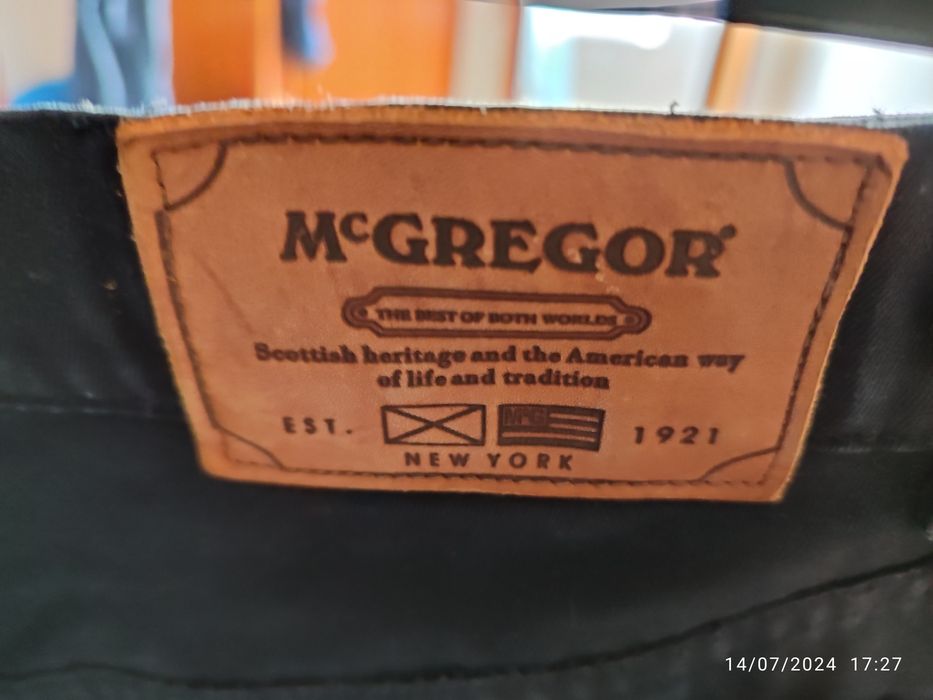 McGREGOR®
THE BEST OF BOTH WORLDS
Scottish heritage and the American way
of life and tradition
EST. McG 1921
NEW YORK
14/07/2024 17:27